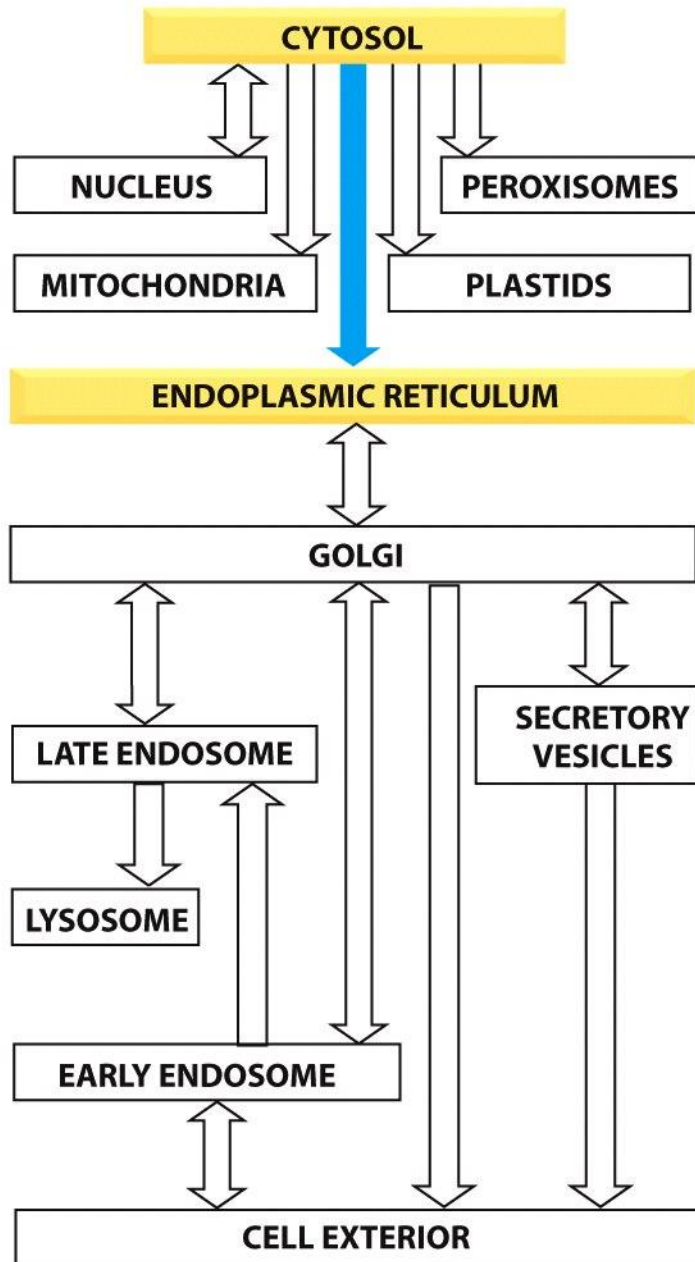 CYTOSOL
NUCLEUS
PEROXISOMES
MITOCHONDRIA
PLASTIDS
ENDOPLASMIC RETICULUM
GOLGI
LATE ENDOSOME
SECRETORY
VESICLES
LYSOSOME
EARLY ENDOSOME
CELL EXTERIOR